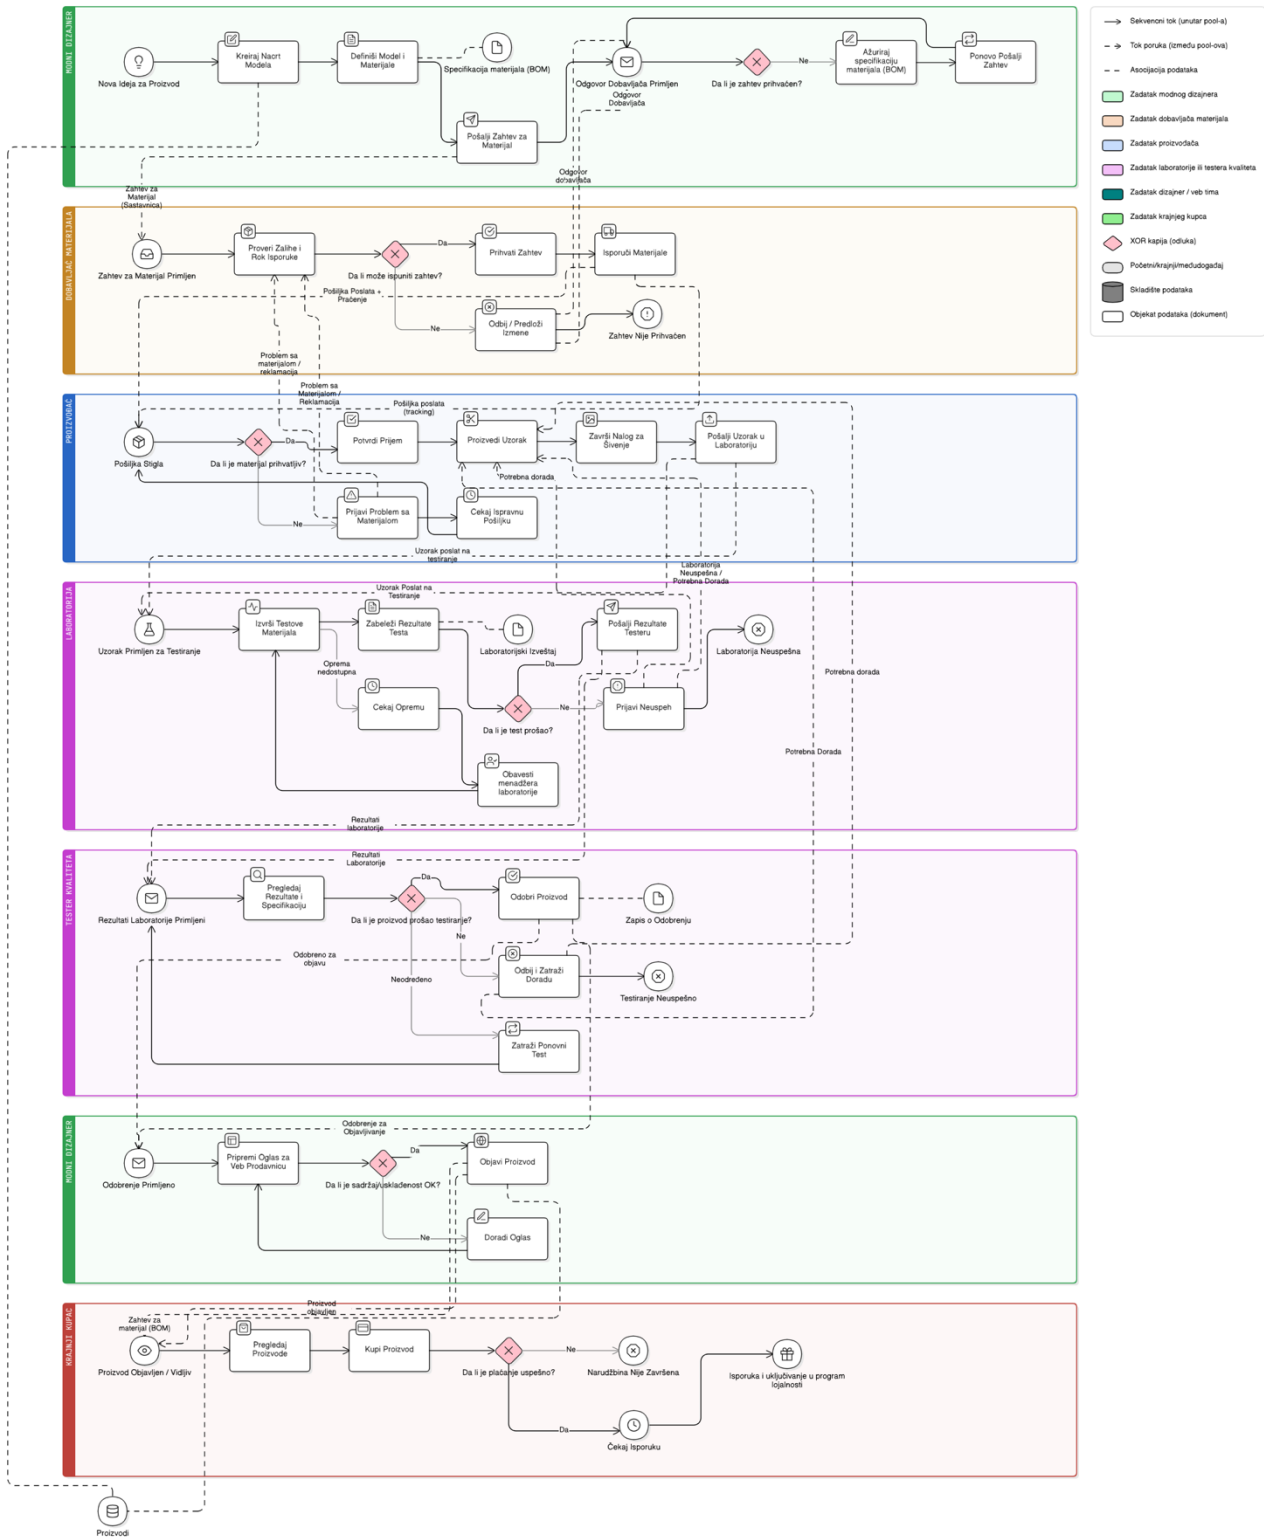 MODNI DIZAJNER
Nova Ideja za Proizvod
Kreiraj Nacrt
Modela
Definiši Model i
Materijale
Specifikacija materijala (BOM)
Pošalji Zahtev za
Materijal
Odgovor Dobavljača Primljen
Odgovor
Dobavljača
Da li je zahtev prihvaćen?
Ne
Ažuriraj
specifikaciju
materijala (BOM)
Ponovo Pošalji
Zahtev
Odgovor
dobavljača
Zahtev za
Materijal
(Sastavnica)
DOBAVLJAČ MATERIJALA
Zahtev za Materijal Primljen
Proveri Zalihe i
Rok Isporuke
Da li može ispuniti zahtev?
Da
Prihvati Zahtev
Isporuči Materijale
Pošiljka Poslata +
Praćenje
Ne
Odbij / Predloži
Izmene
Zahtev Nije Prihvaćen
Problem sa
materijalom /
reklamacija
Problem sa
Materijalom /
Reklamacija
PROIZVOĐAČ
Pošiljka poslata
(tracking)
Pošiljka Stigla
Da li je materijal prihvatljiv?
Da
Potvrdi Prijem
Proizvedi Uzorak
Završi Nalog za
Šivenje
Pošalji Uzorak u
Laboratoriju
Potrebna dorada
Ne
Prijavi Problem sa
Materijalom
Čekaj Ispravnu
Pošiljku
Uzorak poslat na
testiranje
Laboratorija
Neuspešna /
Potrebna Dorada
LABORATORIJA
Uzorak Poslat na
Testiranje
Uzorak Primljen za Testiranje
Izvrši Testove
Materijala
Zabeleži Rezultate
Testa
Laboratorijski Izveštaj
Pošalji Rezultate
Testeru
Laboratorija Neuspešna
Oprema
nedostupna
Da
Potrebna dorada
Čekaj Opremu
Da li je test prošao?
Ne
Prijavi Neuspeh
Potrebna Dorada
Obavesti
menadžera
laboratorije
Rezultati
laboratorije
TESTER KVALITETA
Rezultati
Laboratorije
Rezultati Laboratorije Primljeni
Pregledaj
Rezultate i
Specifikaciju
Da li je proizvod prošao testiranje?
Da
Odobri Proizvod
Zapis o Odobrenju
Ne
Odobreno za
objavu
Neodređeno
Odbij i Zatraži
Doradu
Testiranje Neuspešno
Zatraži Ponovni
Test
MODNI DIZAJNER
Odobrenje za
Objavljivanje
Odobrenje Primljeno
Pripremi Oglas za
Veb Prodavnicu
Da li je sadržaj/usklađenost OK?
Da
Objavi Proizvod
Ne
Doradi Oglas
KRAJNJI KUPAC
Proizvod
objavljen
Zahtev za
materijal (BOM)
Proizvod Objavljen / Vidljiv
Pregledaj
Proizvode
Kupi Proizvod
Da li je plaćanje uspešno?
Ne
Narudžbina Nije Završena
Isporuka i uključivanje u program
lojalnosti
Da
Čekaj Isporuku
Proizvodi
Sekvencni tok (unutar pool-a)
Tok poruka (između pool-ova)
Asocijacija podataka
Zadatak modnog dizajnera
Zadatak dobavljača materijala
Zadatak proizvođača
Zadatak laboratorije ili testera kvaliteta
Zadatak dizajner / veb tima
Zadatak krajnjeg kupca
XOR kapija (odluka)
Početni/krajnji/međudogađaj
Skladište podataka
Objekat podataka (dokument)